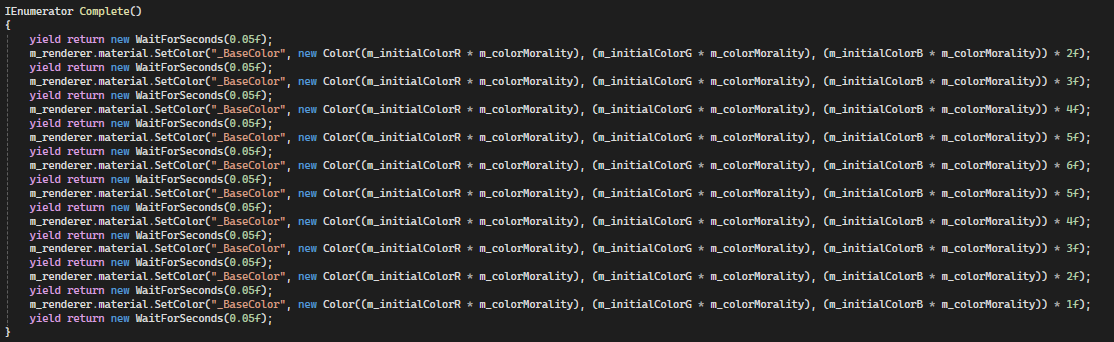 IEnumerator Complete()
{
yield return new WaitForSeconds(0.05f);
m_renderer.material.SetColor("_BaseColor", new Color((m_initialColorR * m_colorMorality), (m_initialColorG * m_colorMorality), (m_initialColorB * m_colorMorality)) * 2f);
yield return new WaitForSeconds(0.05f);
m_renderer.material.SetColor("_BaseColor", new Color((m_initialColorR * m_colorMorality), (m_initialColorG * m_colorMorality), (m_initialColorB * m_colorMorality)) * 3f);
yield return new WaitForSeconds(0.05f);
m_renderer.material.SetColor("_BaseColor", new Color((m_initialColorR * m_colorMorality), (m_initialColorG * m_colorMorality), (m_initialColorB * m_colorMorality)) * 4f);
yield return new WaitForSeconds(0.05f);
m_renderer.material.SetColor("_BaseColor", new Color((m_initialColorR * m_colorMorality), (m_initialColorG * m_colorMorality), (m_initialColorB * m_colorMorality)) * 5f);
yield return new WaitForSeconds(0.05f);
m_renderer.material.SetColor("_BaseColor", new Color((m_initialColorR * m_colorMorality), (m_initialColorG * m_colorMorality), (m_initialColorB * m_colorMorality)) * 6f);
yield return new WaitForSeconds(0.05f);
m_renderer.material.SetColor("_BaseColor", new Color((m_initialColorR * m_colorMorality), (m_initialColorG * m_colorMorality), (m_initialColorB * m_colorMorality)) * 5f);
yield return new WaitForSeconds(0.05f);
m_renderer.material.SetColor("_BaseColor", new Color((m_initialColorR * m_colorMorality), (m_initialColorG * m_colorMorality), (m_initialColorB * m_colorMorality)) * 4f);
yield return new WaitForSeconds(0.05f);
m_renderer.material.SetColor("_BaseColor", new Color((m_initialColorR * m_colorMorality), (m_initialColorG * m_colorMorality), (m_initialColorB * m_colorMorality)) * 3f);
yield return new WaitForSeconds(0.05f);
m_renderer.material.SetColor("_BaseColor", new Color((m_initialColorR * m_colorMorality), (m_initialColorG * m_colorMorality), (m_initialColorB * m_colorMorality)) * 2f);
yield return new WaitForSeconds(0.05f);
m_renderer.material.SetColor("_BaseColor", new Color((m_initialColorR * m_colorMorality), (m_initialColorG * m_colorMorality), (m_initialColorB * m_colorMorality)) * 1f);
yield return new WaitForSeconds(0.05f);
}